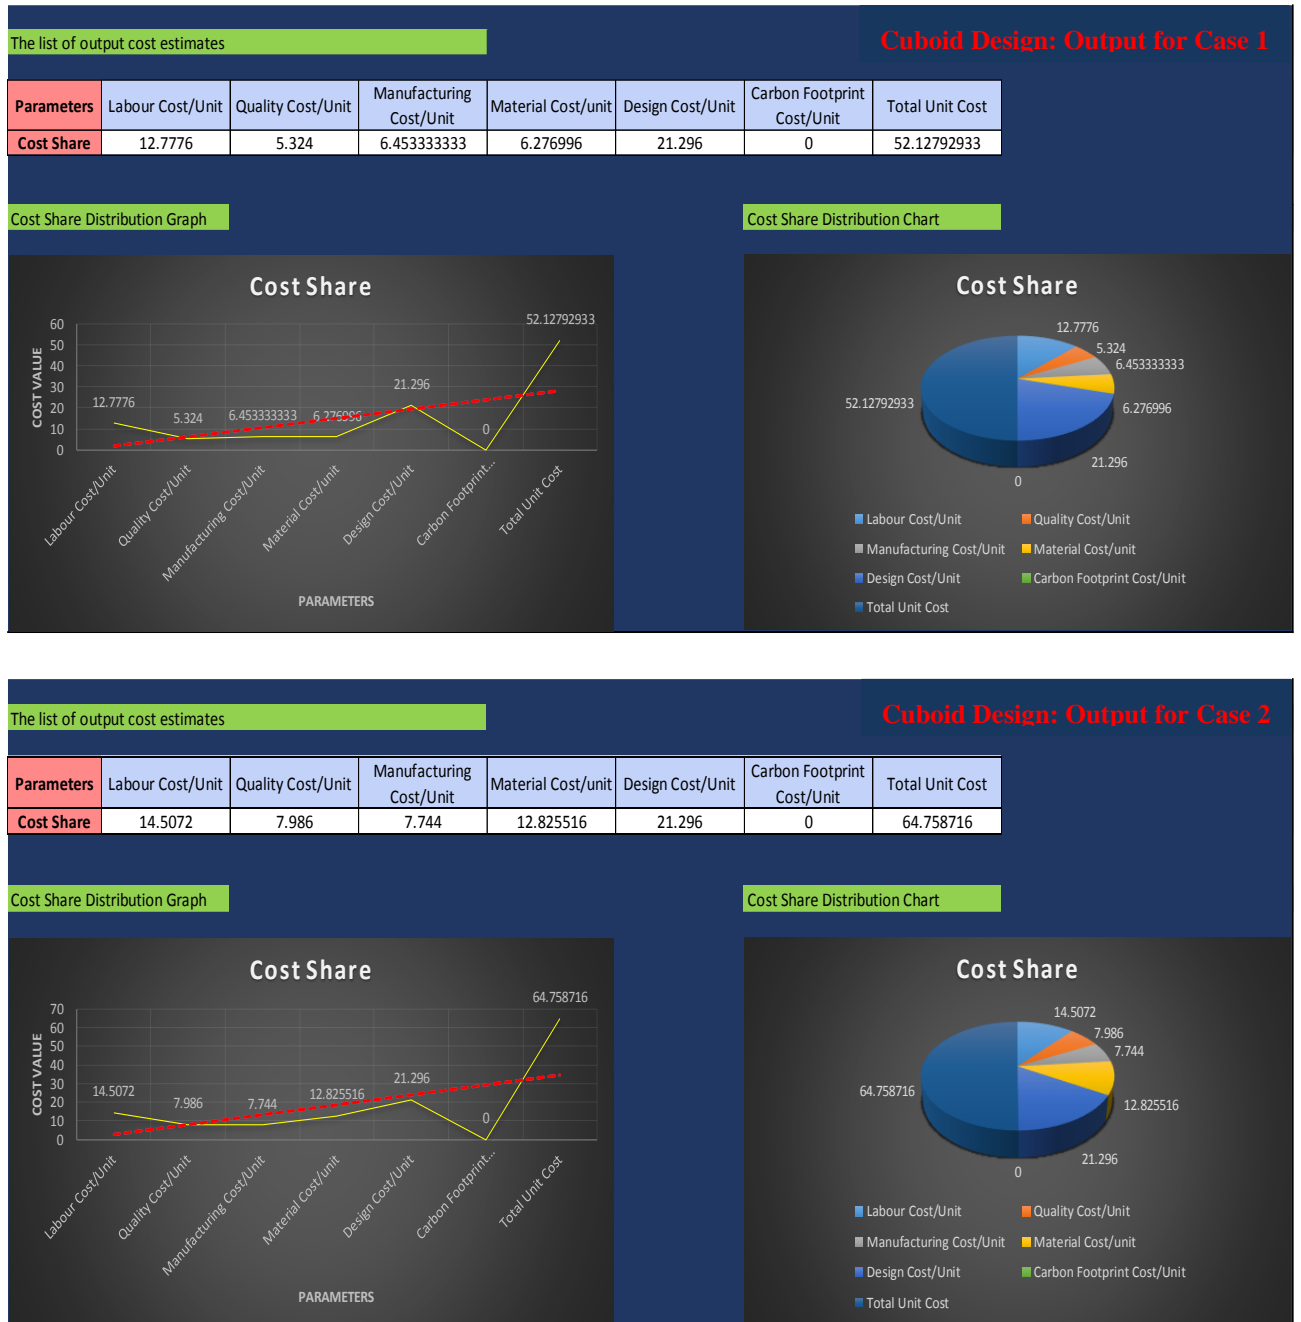 The list of output cost estimates
Cuboid Design: Output for Case 1
Parameters Labour Cost/Unit Quality Cost/Unit Manufacturing Cost/Unit Material Cost/unit Design Cost/Unit Carbon Footprint Cost/Unit Total Unit Cost
Cost Share 12.7776 5.324 6.453333333 6.276996 21.296 0 52.12792933
Cost Share Distribution Graph
Cost Share Distribution Chart
Cost Share
COST VALUE
60
50
40
30
20
10
0
12.7776
5.324
6.453333333
6.276996
21.296
0
52.12792933
Labour Cost/Unit
Quality Cost/Unit
Manufacturing Cost/Unit
Material Cost/unit
Design Cost/Unit
Carbon Footprint...
Total Unit Cost
PARAMETERS
Cost Share
12.7776
5.324
6.453333333
6.276996
21.296
0
52.12792933
Labour Cost/Unit Quality Cost/Unit
Manufacturing Cost/Unit Material Cost/unit
Design Cost/Unit Carbon Footprint Cost/Unit
Total Unit Cost
The list of output cost estimates
Cuboid Design: Output for Case 2
Parameters Labour Cost/Unit Quality Cost/Unit Manufacturing Cost/Unit Material Cost/unit Design Cost/Unit Carbon Footprint Cost/Unit Total Unit Cost
Cost Share 14.5072 7.986 7.744 12.825516 21.296 0 64.758716
Cost Share Distribution Graph
Cost Share Distribution Chart
Cost Share
COST VALUE
70
60
50
40
30
20
10
0
14.5072
7.986
7.744
12.825516
21.296
0
64.758716
Labour Cost/Unit
Quality Cost/Unit
Manufacturing Cost/Unit
Material Cost/unit
Design Cost/Unit
Carbon Footprint...
Total Unit Cost
PARAMETERS
Cost Share
14.5072
7.986
7.744
12.825516
21.296
0
64.758716
Labour Cost/Unit Quality Cost/Unit
Manufacturing Cost/Unit Material Cost/unit
Design Cost/Unit Carbon Footprint Cost/Unit
Total Unit Cost